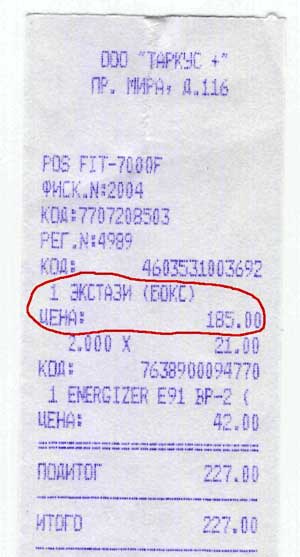 ООО "ТАРКУС +"
ПР. МИРА, Д.116
POS FIT-7000F
ФИСК.N:2004
КОД:7707208503
РЕГ.N:4989
КОД: 4603531003692
1 ЭКСТАЗИ (БОКС)
ЦЕНА: 185.00
2.000 X 21.00
КОД: 7638900094770
1 ENERGIZER E91 БР-2 (
ЦЕНА: 42.00
ПОДИТОГ 227.00
ИТОГО 227.00